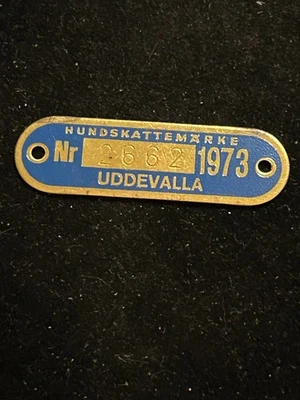 HUNDSKATTEMÄRKE
Nr 2662 1973
UDDEVALLA